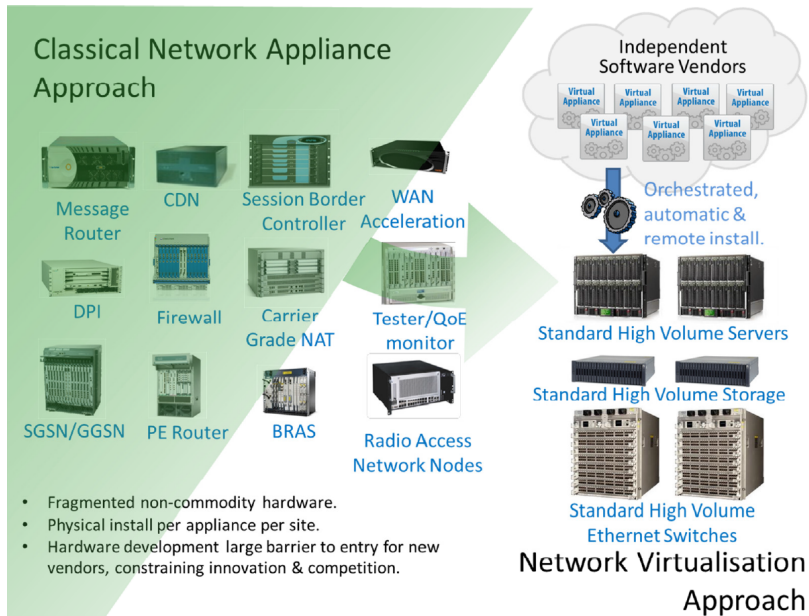 Classical Network Appliance
Approach
Message
Router
CDN
Session Border
Controller
WAN
Acceleration
DPI
Firewall
Carrier
Grade NAT
Tester/QoE
monitor
SGSN/GGSN
PE Router
BRAS
Radio Access
Network Nodes
• Fragmented non-commodity hardware.
• Physical install per appliance per site.
• Hardware development large barrier to entry for new
vendors, constraining innovation & competition.
Independent
Software Vendors
Virtual
Appliance
Virtual
Appliance
Virtual
Appliance
Virtual
Appliance
Virtual
Appliance
Virtual
Appliance
Virtual
Appliance
Orchestrated,
automatic &
remote install.
Standard High Volume Servers
Standard High Volume Storage
Standard High Volume
Ethernet Switches
Network Virtualisation
Approach